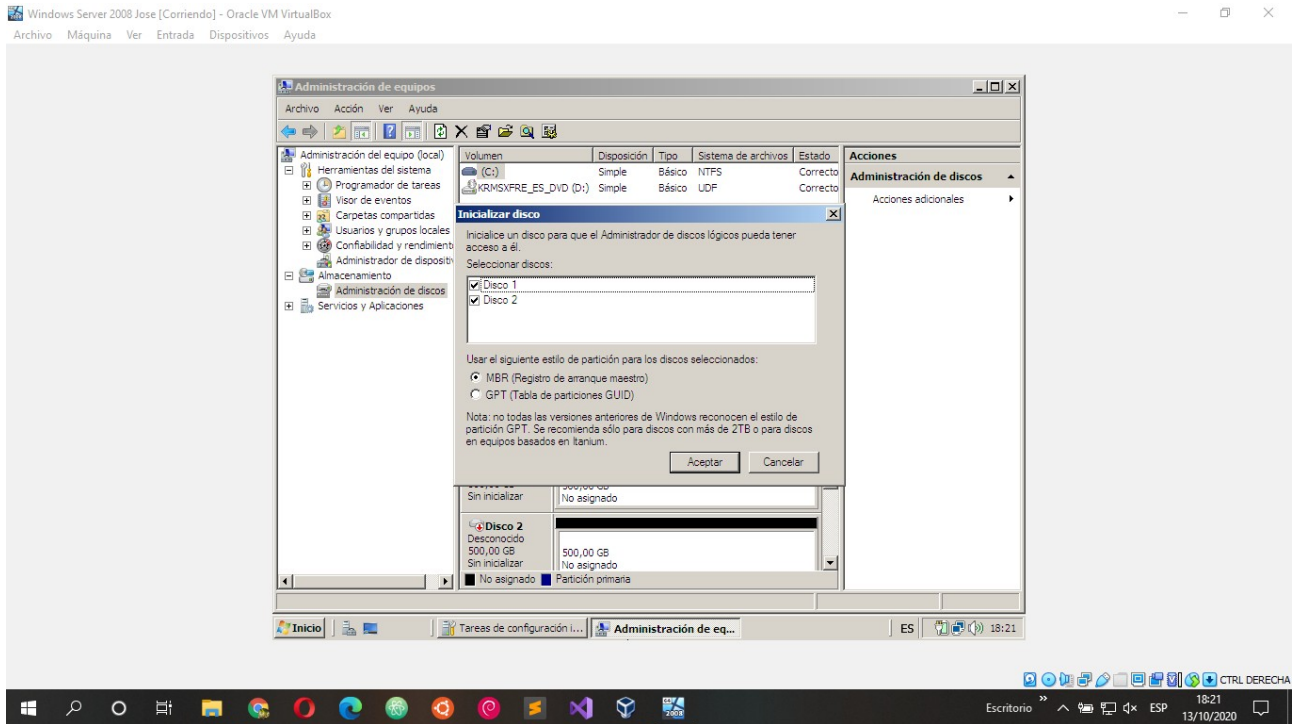 Windows Server 2008 Jose [Corriendo] - Oracle VM VirtualBox
Archivo Máquina Ver Entrada Dispositivos Ayuda
Administración de equipos
Archivo Acción Ver Ayuda
Administración del equipo (local)
Herramientas del sistema
Programador de tareas
Visor de eventos
Carpetas compartidas
Usuarios y grupos locales
Confiabilidad y rendimiento
Administrador de dispositiv
Almacenamiento
Administración de discos
Servicios y Aplicaciones
Volumen Disposición Tipo Sistema de archivos Estado
(C:) Simple Básico NTFS Correcto
KRMSXFRE_ES_DVD (D:) Simple Básico UDF Correcto
Acciones
Administración de discos
Acciones adicionales
Inicializar disco
Inicialice un disco para que el Administrador de discos lógicos pueda tener
acceso a él.
Seleccionar discos:
Disco 1
Disco 2
Usar el siguiente estilo de partición para los discos seleccionados:
MBR (Registro de arranque maestro)
GPT (Tabla de particiones GUID)
Nota: no todas las versiones anteriores de Windows reconocen el estilo de
partición GPT. Se recomienda sólo para discos con más de 2TB o para discos
en equipos basados en Itanium.
Aceptar Cancelar
Sin inicializar No asignado
Disco 2
Desconocido
500,00 GB 500,00 GB
Sin inicializar No asignado
No asignado Partición primaria
Inicio Tareas de configuración i... Administración de eq... ES 18:21
CTRL DERECHA
2008 Escritorio ESP 18:21
13/10/2020